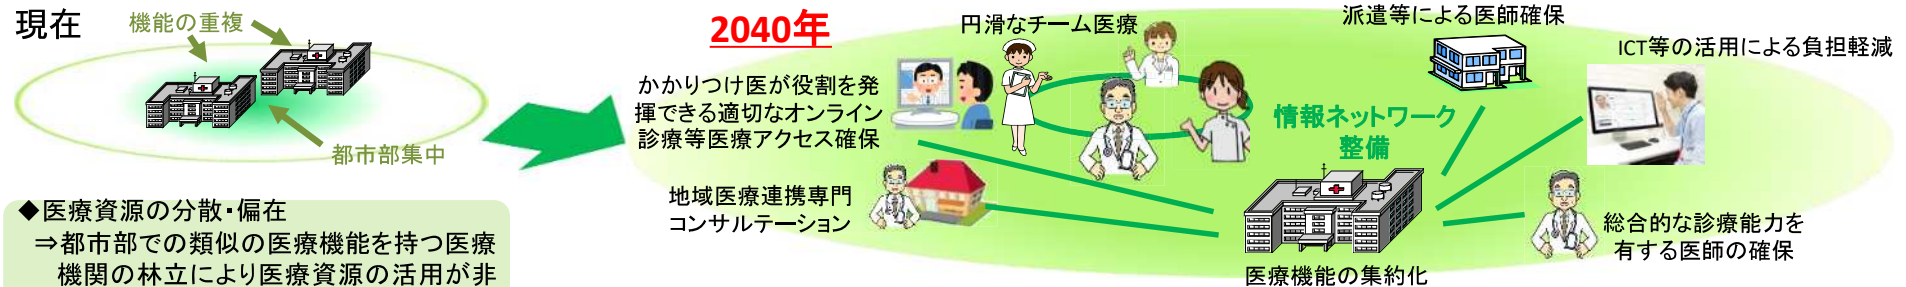 現在
機能の重複
都市部集中
◆医療資源の分散・偏在
⇒都市部での類似の医療機能を持つ医療
機関の林立により医療資源の活用が非
2040年
円滑なチーム医療
派遣等による医師確保
ICT等の活用による負担軽減
かかりつけ医が役割を発
揮できる適切なオンライン
診療等医療アクセス確保
情報ネットワーク
整備
地域医療連携専門
コンサルテーション
総合的な診療能力を
有する医師の確保
医療機能の集約化